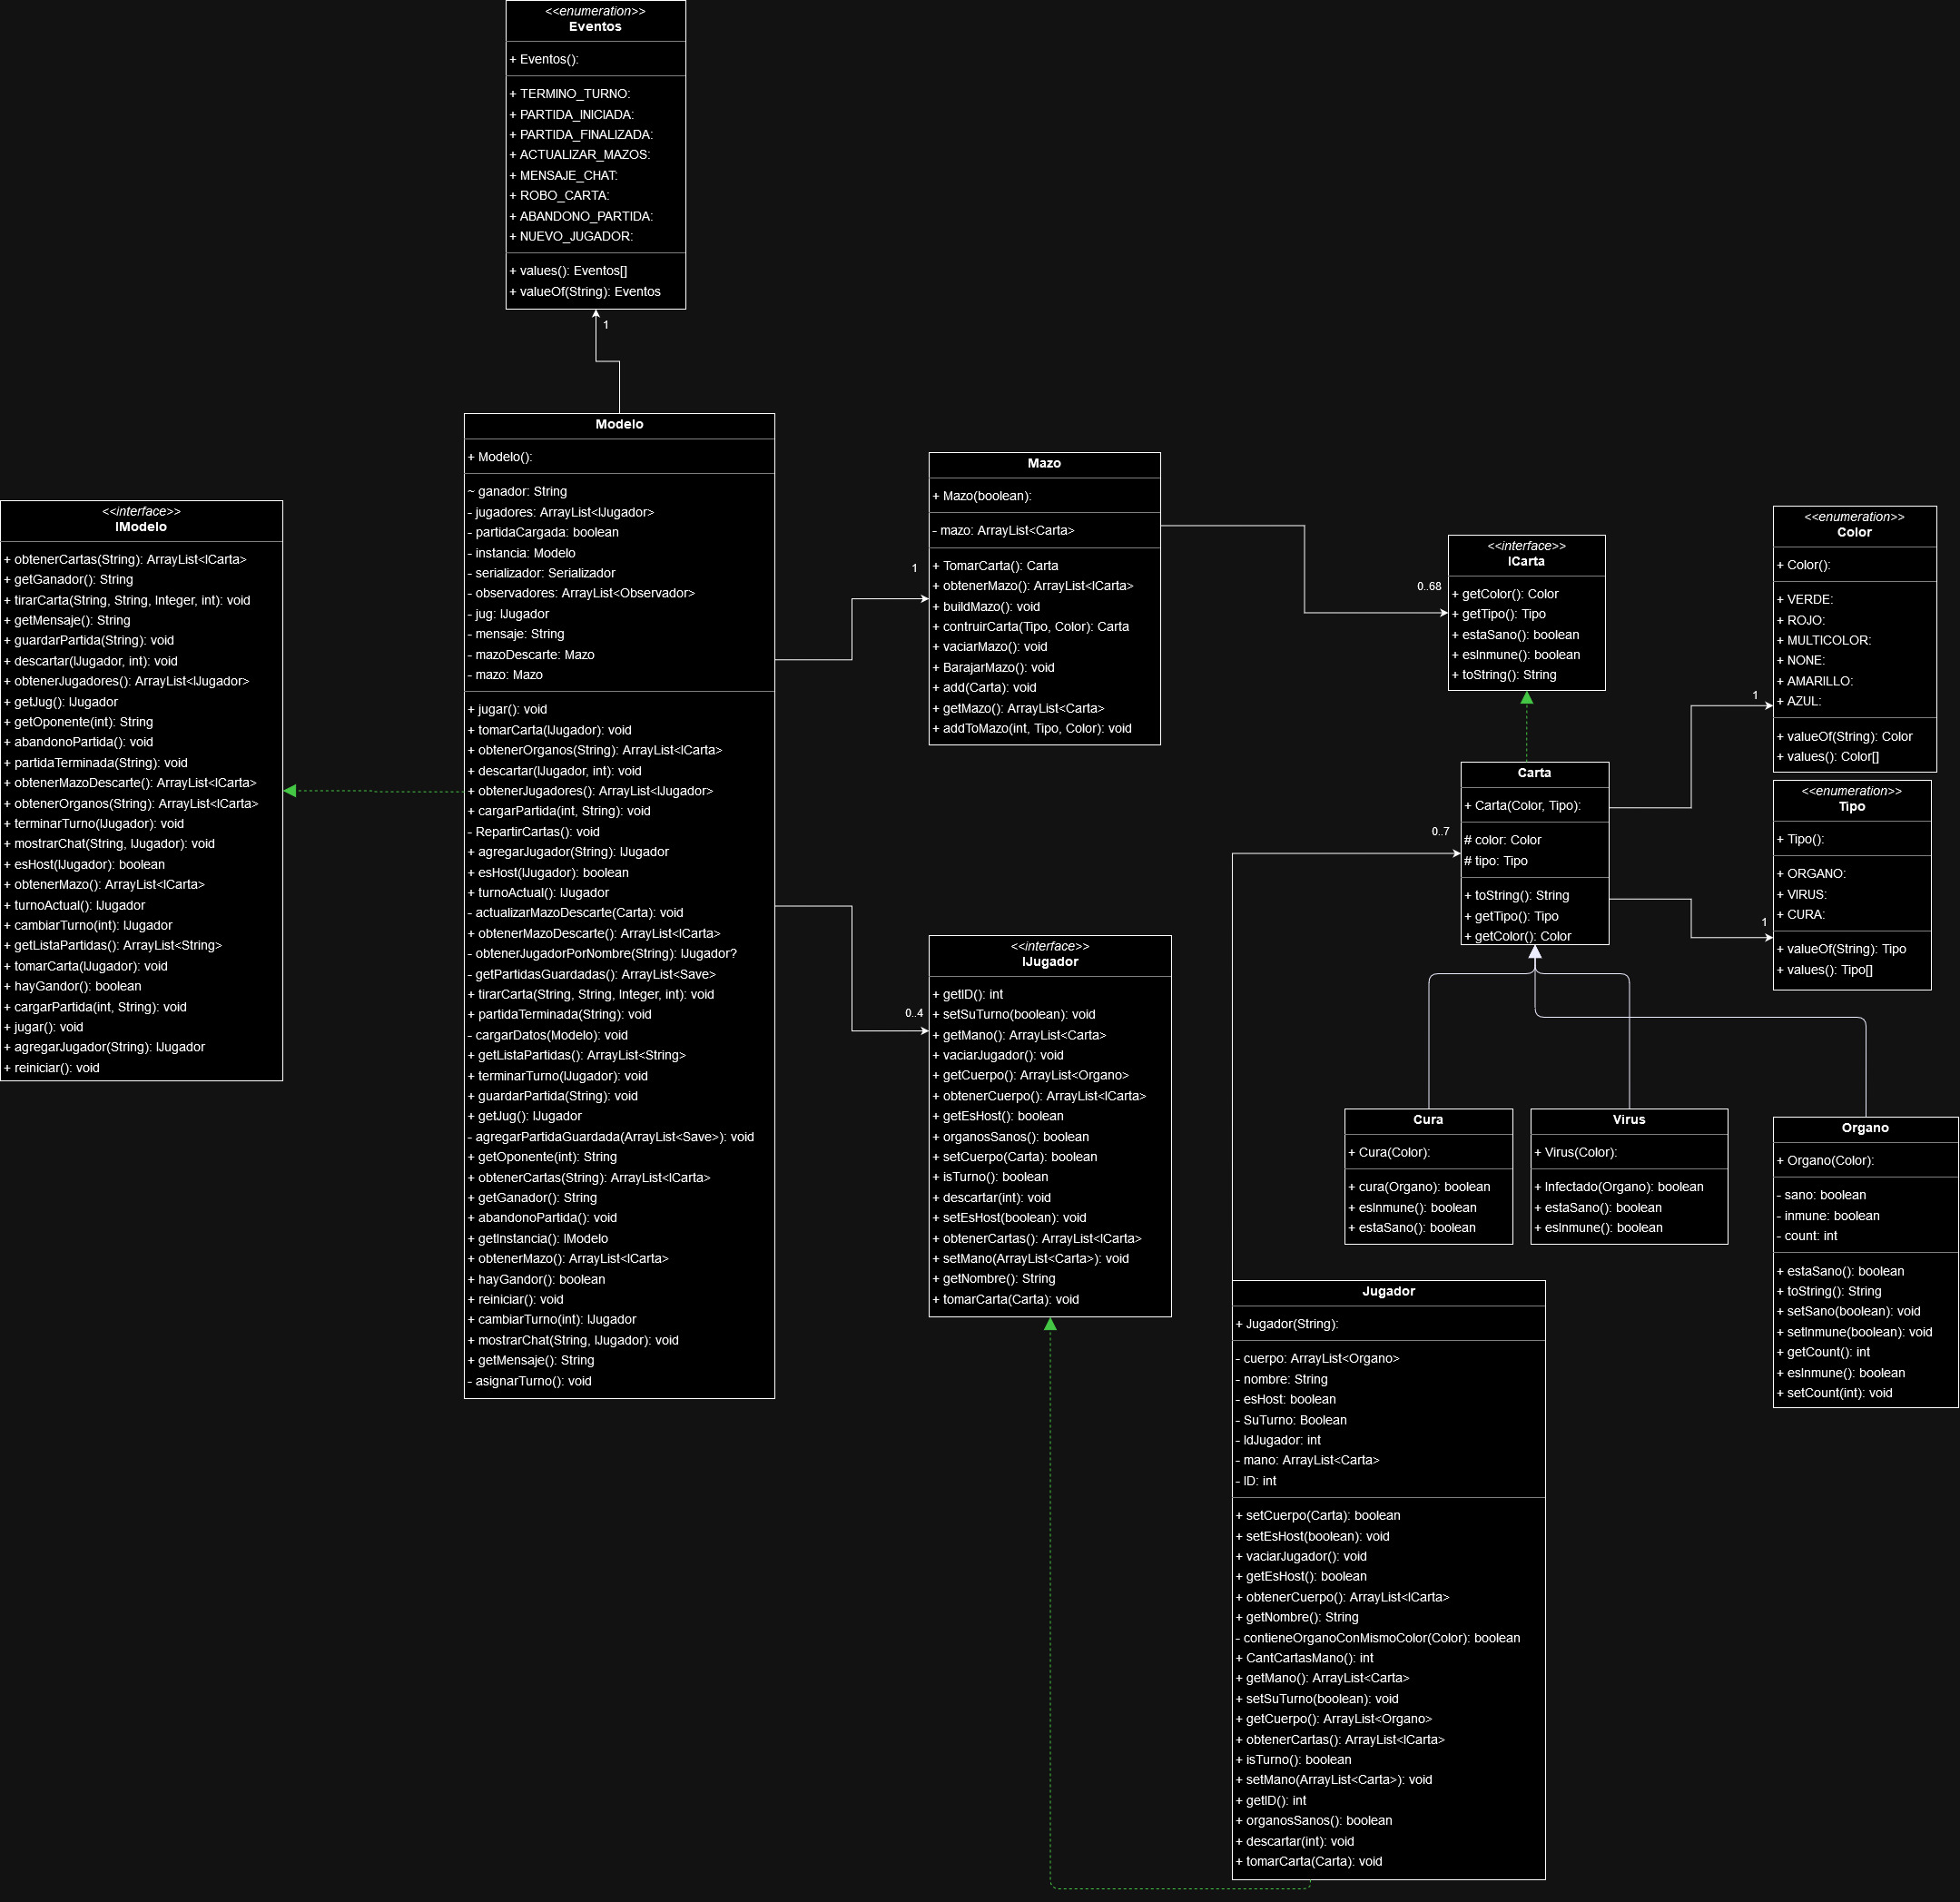 <<enumeration>>
Eventos
+ Eventos():
+ TERMINO_TURNO:
+ PARTIDA_INICIADA:
+ PARTIDA_FINALIZADA:
+ ACTUALIZAR_MAZOS:
+ MENSAJE_CHAT:
+ ROBO_CARTA:
+ ABANDONO_PARTIDA:
+ NUEVO_JUGADOR:
+ values(): Eventos[]
+ valueOf(String): Eventos
1
<<interface>>
IModelo
+ obtenerCartas(String): ArrayList<ICarta>
+ getGanador(): String
+ tirarCarta(String, String, Integer, int): void
+ getMensaje(): String
+ guardarPartida(String): void
+ descartar(IJugador, int): void
+ obtenerJugadores(): ArrayList<IJugador>
+ getJug(): IJugador
+ getOponente(int): String
+ abandonoPartida(): void
+ partidaTerminada(String): void
+ obtenerMazoDescarte(): ArrayList<ICarta>
+ obtenerOrganos(String): ArrayList<ICarta>
+ terminarTurno(IJugador): void
+ mostrarChat(String, IJugador): void
+ esHost(IJugador): boolean
+ obtenerMazo(): ArrayList<ICarta>
+ turnoActual(): IJugador
+ cambiarTurno(int): IJugador
+ getListaPartidas(): ArrayList<String>
+ tomarCarta(IJugador): void
+ hayGandor(): boolean
+ cargarPartida(int, String): void
+ jugar(): void
+ agregarJugador(String): IJugador
+ reiniciar(): void
Modelo
+ Modelo():
~ ganador: String
- jugadores: ArrayList<IJugador>
- partidaCargada: boolean
- instancia: Modelo
- serializador: Serializador
- observadores: ArrayList<Observador>
- jug: IJugador
- mensaje: String
- mazoDescarte: Mazo
- mazo: Mazo
+ jugar(): void
+ tomarCarta(IJugador): void
+ obtenerOrganos(String): ArrayList<ICarta>
+ descartar(IJugador, int): void
+ obtenerJugadores(): ArrayList<IJugador>
+ cargarPartida(int, String): void
- RepartirCartas(): void
+ agregarJugador(String): IJugador
+ esHost(IJugador): boolean
+ turnoActual(): IJugador
- actualizarMazoDescarte(Carta): void
+ obtenerMazoDescarte(): ArrayList<ICarta>
- obtenerJugadorPorNombre(String): IJugador?
- getPartidasGuardadas(): ArrayList<Save>
+ tirarCarta(String, String, Integer, int): void
+ partidaTerminada(String): void
- cargarDatos(Modelo): void
+ getListaPartidas(): ArrayList<String>
+ terminarTurno(IJugador): void
+ guardarPartida(String): void
+ getJug(): IJugador
- agregarPartidaGuardada(ArrayList<Save>): void
+ getOponente(int): String
+ obtenerCartas(String): ArrayList<ICarta>
+ getGanador(): String
+ abandonoPartida(): void
+ getInstancia(): IModelo
+ obtenerMazo(): ArrayList<ICarta>
+ hayGandor(): boolean
+ reiniciar(): void
+ cambiarTurno(int): IJugador
+ mostrarChat(String, IJugador): void
+ getMensaje(): String
- asignarTurno(): void
1
0..4
Mazo
+ Mazo(boolean):
- mazo: ArrayList<Carta>
+ TomarCarta(): Carta
+ obtenerMazo(): ArrayList<ICarta>
+ buildMazo(): void
+ contruirCarta(Tipo, Color): Carta
+ vaciarMazo(): void
+ BarajarMazo(): void
+ add(Carta): void
+ getMazo(): ArrayList<Carta>
+ addToMazo(int, Tipo, Color): void
0..68
<<interface>>
IJugador
+ getID(): int
+ setSuTurno(boolean): void
+ getMano(): ArrayList<Carta>
+ vaciarJugador(): void
+ getCuerpo(): ArrayList<Organo>
+ obtenerCuerpo(): ArrayList<ICarta>
+ getEsHost(): boolean
+ organosSanos(): boolean
+ setCuerpo(Carta): boolean
+ isTurno(): boolean
+ descartar(int): void
+ setEsHost(boolean): void
+ obtenerCartas(): ArrayList<ICarta>
+ setMano(ArrayList<Carta>): void
+ getNombre(): String
+ tomarCarta(Carta): void
<<interface>>
ICarta
+ getColor(): Color
+ getTipo(): Tipo
+ estaSano(): boolean
+ esInmune(): boolean
+ toString(): String
Carta
+ Carta(Color, Tipo):
# color: Color
# tipo: Tipo
+ toString(): String
+ getTipo(): Tipo
+ getColor(): Color
0..7
1
1
<<enumeration>>
Color
+ Color():
+ VERDE:
+ ROJO:
+ MULTICOLOR:
+ NONE:
+ AMARILLO:
+ AZUL:
+ valueOf(String): Color
+ values(): Color[]
<<enumeration>>
Tipo
+ Tipo():
+ ORGANO:
+ VIRUS:
+ CURA:
+ valueOf(String): Tipo
+ values(): Tipo[]
Cura
+ Cura(Color):
+ cura(Organo): boolean
+ esInmune(): boolean
+ estaSano(): boolean
Virus
+ Virus(Color):
+ Infectado(Organo): boolean
+ estaSano(): boolean
+ esInmune(): boolean
Organo
+ Organo(Color):
- sano: boolean
- inmune: boolean
- count: int
+ estaSano(): boolean
+ toString(): String
+ setSano(boolean): void
+ setInmune(boolean): void
+ getCount(): int
+ esInmune(): boolean
+ setCount(int): void
Jugador
+ Jugador(String):
- cuerpo: ArrayList<Organo>
- nombre: String
- esHost: boolean
- SuTurno: Boolean
- IdJugador: int
- mano: ArrayList<Carta>
- ID: int
+ setCuerpo(Carta): boolean
+ setEsHost(boolean): void
+ vaciarJugador(): void
+ getEsHost(): boolean
+ obtenerCuerpo(): ArrayList<ICarta>
+ getNombre(): String
- contieneOrganoConMismoColor(Color): boolean
+ CantCartasMano(): int
+ getMano(): ArrayList<Carta>
+ setSuTurno(boolean): void
+ getCuerpo(): ArrayList<Organo>
+ obtenerCartas(): ArrayList<ICarta>
+ isTurno(): boolean
+ setMano(ArrayList<Carta>): void
+ getID(): int
+ organosSanos(): boolean
+ descartar(int): void
+ tomarCarta(Carta): void